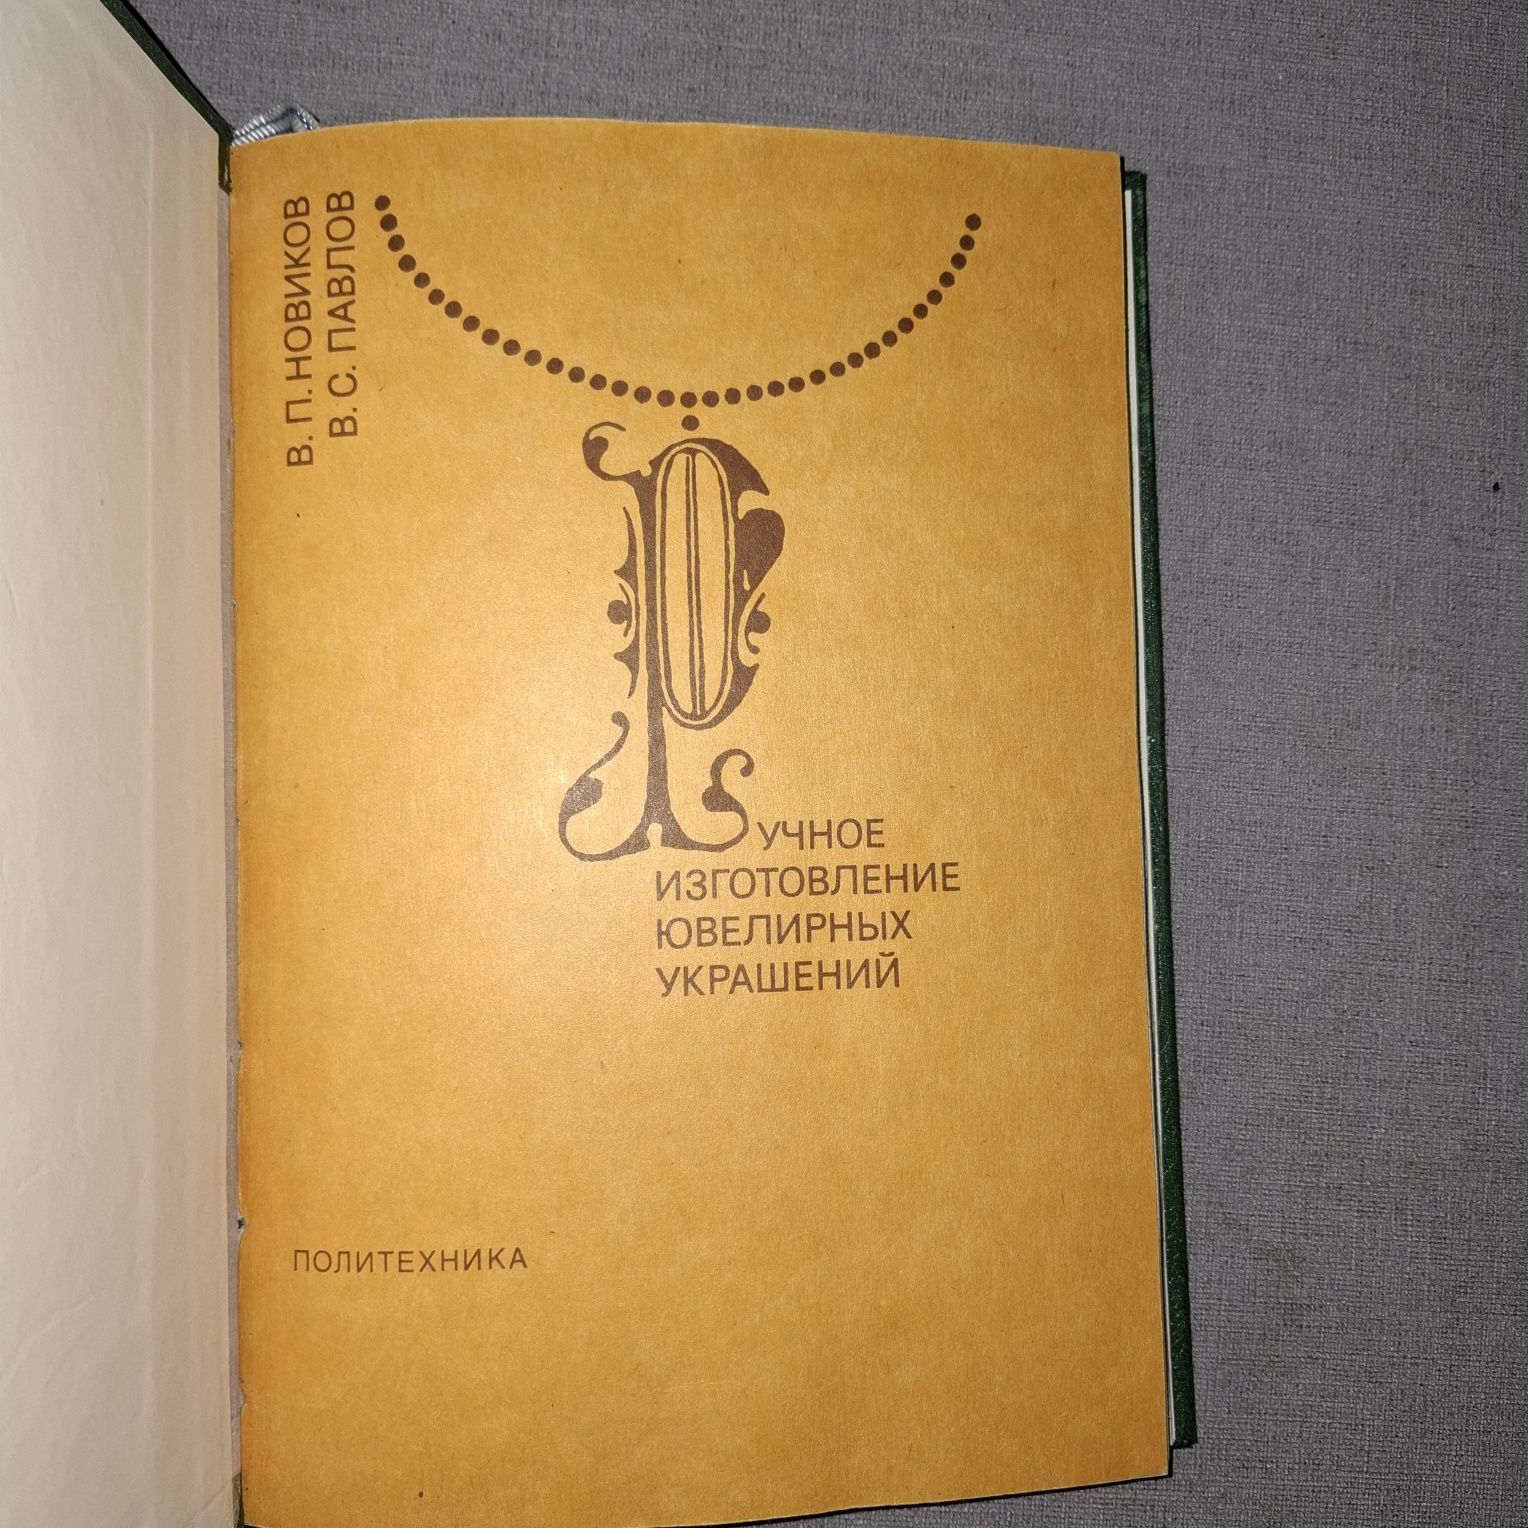 В. П. НОВИКОВ
В. С. ПАВЛОВ
РУЧНОЕ
ИЗГОТОВЛЕНИЕ
ЮВЕЛИРНЫХ
УКРАШЕНИЙ
ПОЛИТЕХНИКА